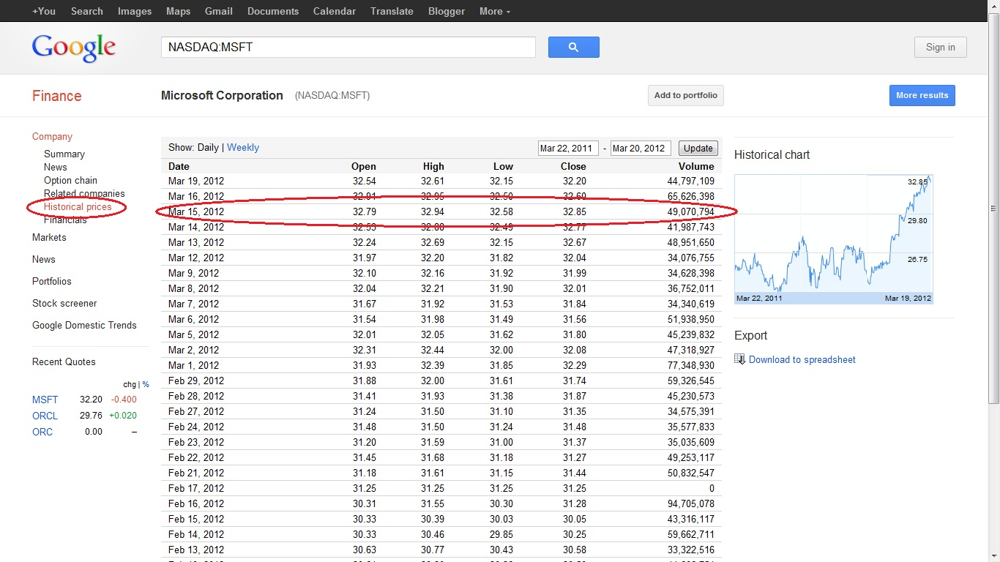 +You Search Images Maps Gmail Documents Calendar Translate Blogger More
Google NASDAQ:MSFT Sign in
Finance Microsoft Corporation (NASDAQ:MSFT) Add to portfolio More results
Company
Summary
News
Option chain
Related companies
Historical prices
Financials
Markets
News
Portfolios
Stock screener
Google Domestic Trends
Recent Quotes
chg | %
MSFT 32.20 -0.400
ORCL 29.76 +0.020
ORC 0.00 –
Show: Daily | Weekly Mar 22, 2011 - Mar 20, 2012 Update
Date Open High Low Close Volume
Mar 19, 2012 32.54 32.61 32.15 32.20 44,797,109
Mar 16, 2012 32.91 32.95 32.50 32.60 65,626,398
Mar 15, 2012 32.79 32.94 32.58 32.85 49,070,794
Mar 14, 2012 32.53 32.88 32.49 32.77 41,987,743
Mar 13, 2012 32.24 32.69 32.15 32.67 48,951,650
Mar 12, 2012 31.97 32.20 31.82 32.04 34,076,755
Mar 9, 2012 32.10 32.16 31.92 31.99 34,628,398
Mar 8, 2012 32.04 32.21 31.90 32.01 36,752,011
Mar 7, 2012 31.67 31.92 31.53 31.84 34,340,619
Mar 6, 2012 31.54 31.98 31.49 31.56 51,938,950
Mar 5, 2012 32.01 32.05 31.62 31.80 45,239,832
Mar 2, 2012 32.31 32.44 32.00 32.08 47,318,927
Mar 1, 2012 31.93 32.39 31.85 32.29 77,348,930
Feb 29, 2012 31.88 32.00 31.61 31.74 59,326,545
Feb 28, 2012 31.41 31.93 31.38 31.87 45,230,573
Feb 27, 2012 31.24 31.50 31.10 31.35 34,575,391
Feb 24, 2012 31.48 31.50 31.24 31.48 35,577,833
Feb 23, 2012 31.20 31.59 31.00 31.37 35,035,609
Feb 22, 2012 31.45 31.68 31.18 31.27 49,253,117
Feb 21, 2012 31.18 31.61 31.15 31.44 50,832,547
Feb 17, 2012 31.25 31.25 31.25 31.25 0
Feb 16, 2012 30.31 31.55 30.30 31.28 94,705,078
Feb 15, 2012 30.33 30.39 30.03 30.05 43,316,117
Feb 14, 2012 30.33 30.46 29.85 30.25 59,662,711
Feb 13, 2012 30.63 30.77 30.43 30.58 33,322,516
Historical chart
32.85
29.80
26.75
Mar 22, 2011 Mar 19, 2012
Export
Download to spreadsheet